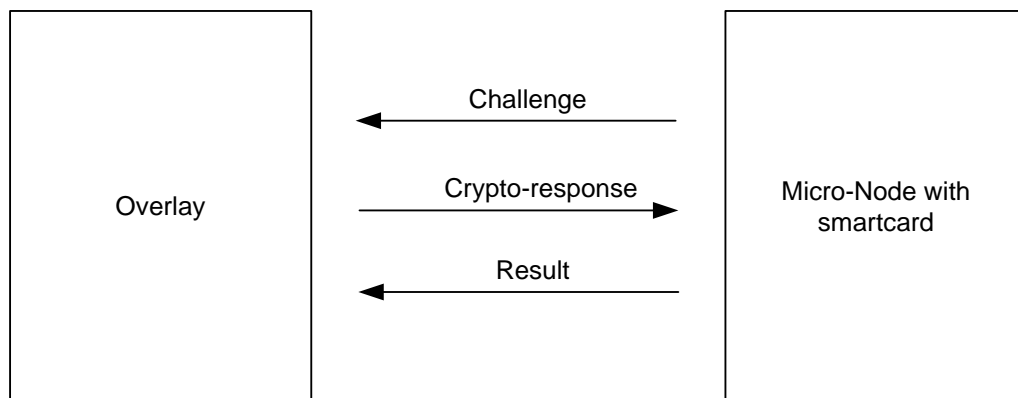 Challenge
Crypto-response
Overlay
Micro-Node with
smartcard
Result